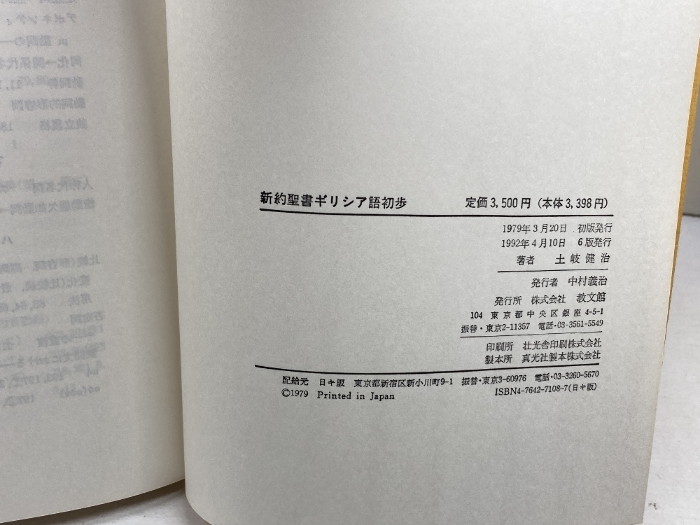 新約聖書ギリシア語初歩 定価3,500円（本体3,398円）
1979年3月20日 初版発行
1992年4月10日 6版発行
著者 土岐健治
発行者 中村義治
発行所 株式会社 教文館
104 東京都中央区銀座4-5-1
振替・東京2-11357 電話・03-3561-5549
印刷所 壮光舎印刷株式会社
製本所 真光社製本株式会社
配給元 日キ販 東京都新宿区新小川町9-1 振替・東京3-60976 電話・03-3260-5670
©1979 Printed in Japan ISBN4-7642-7108-7(日キ販)